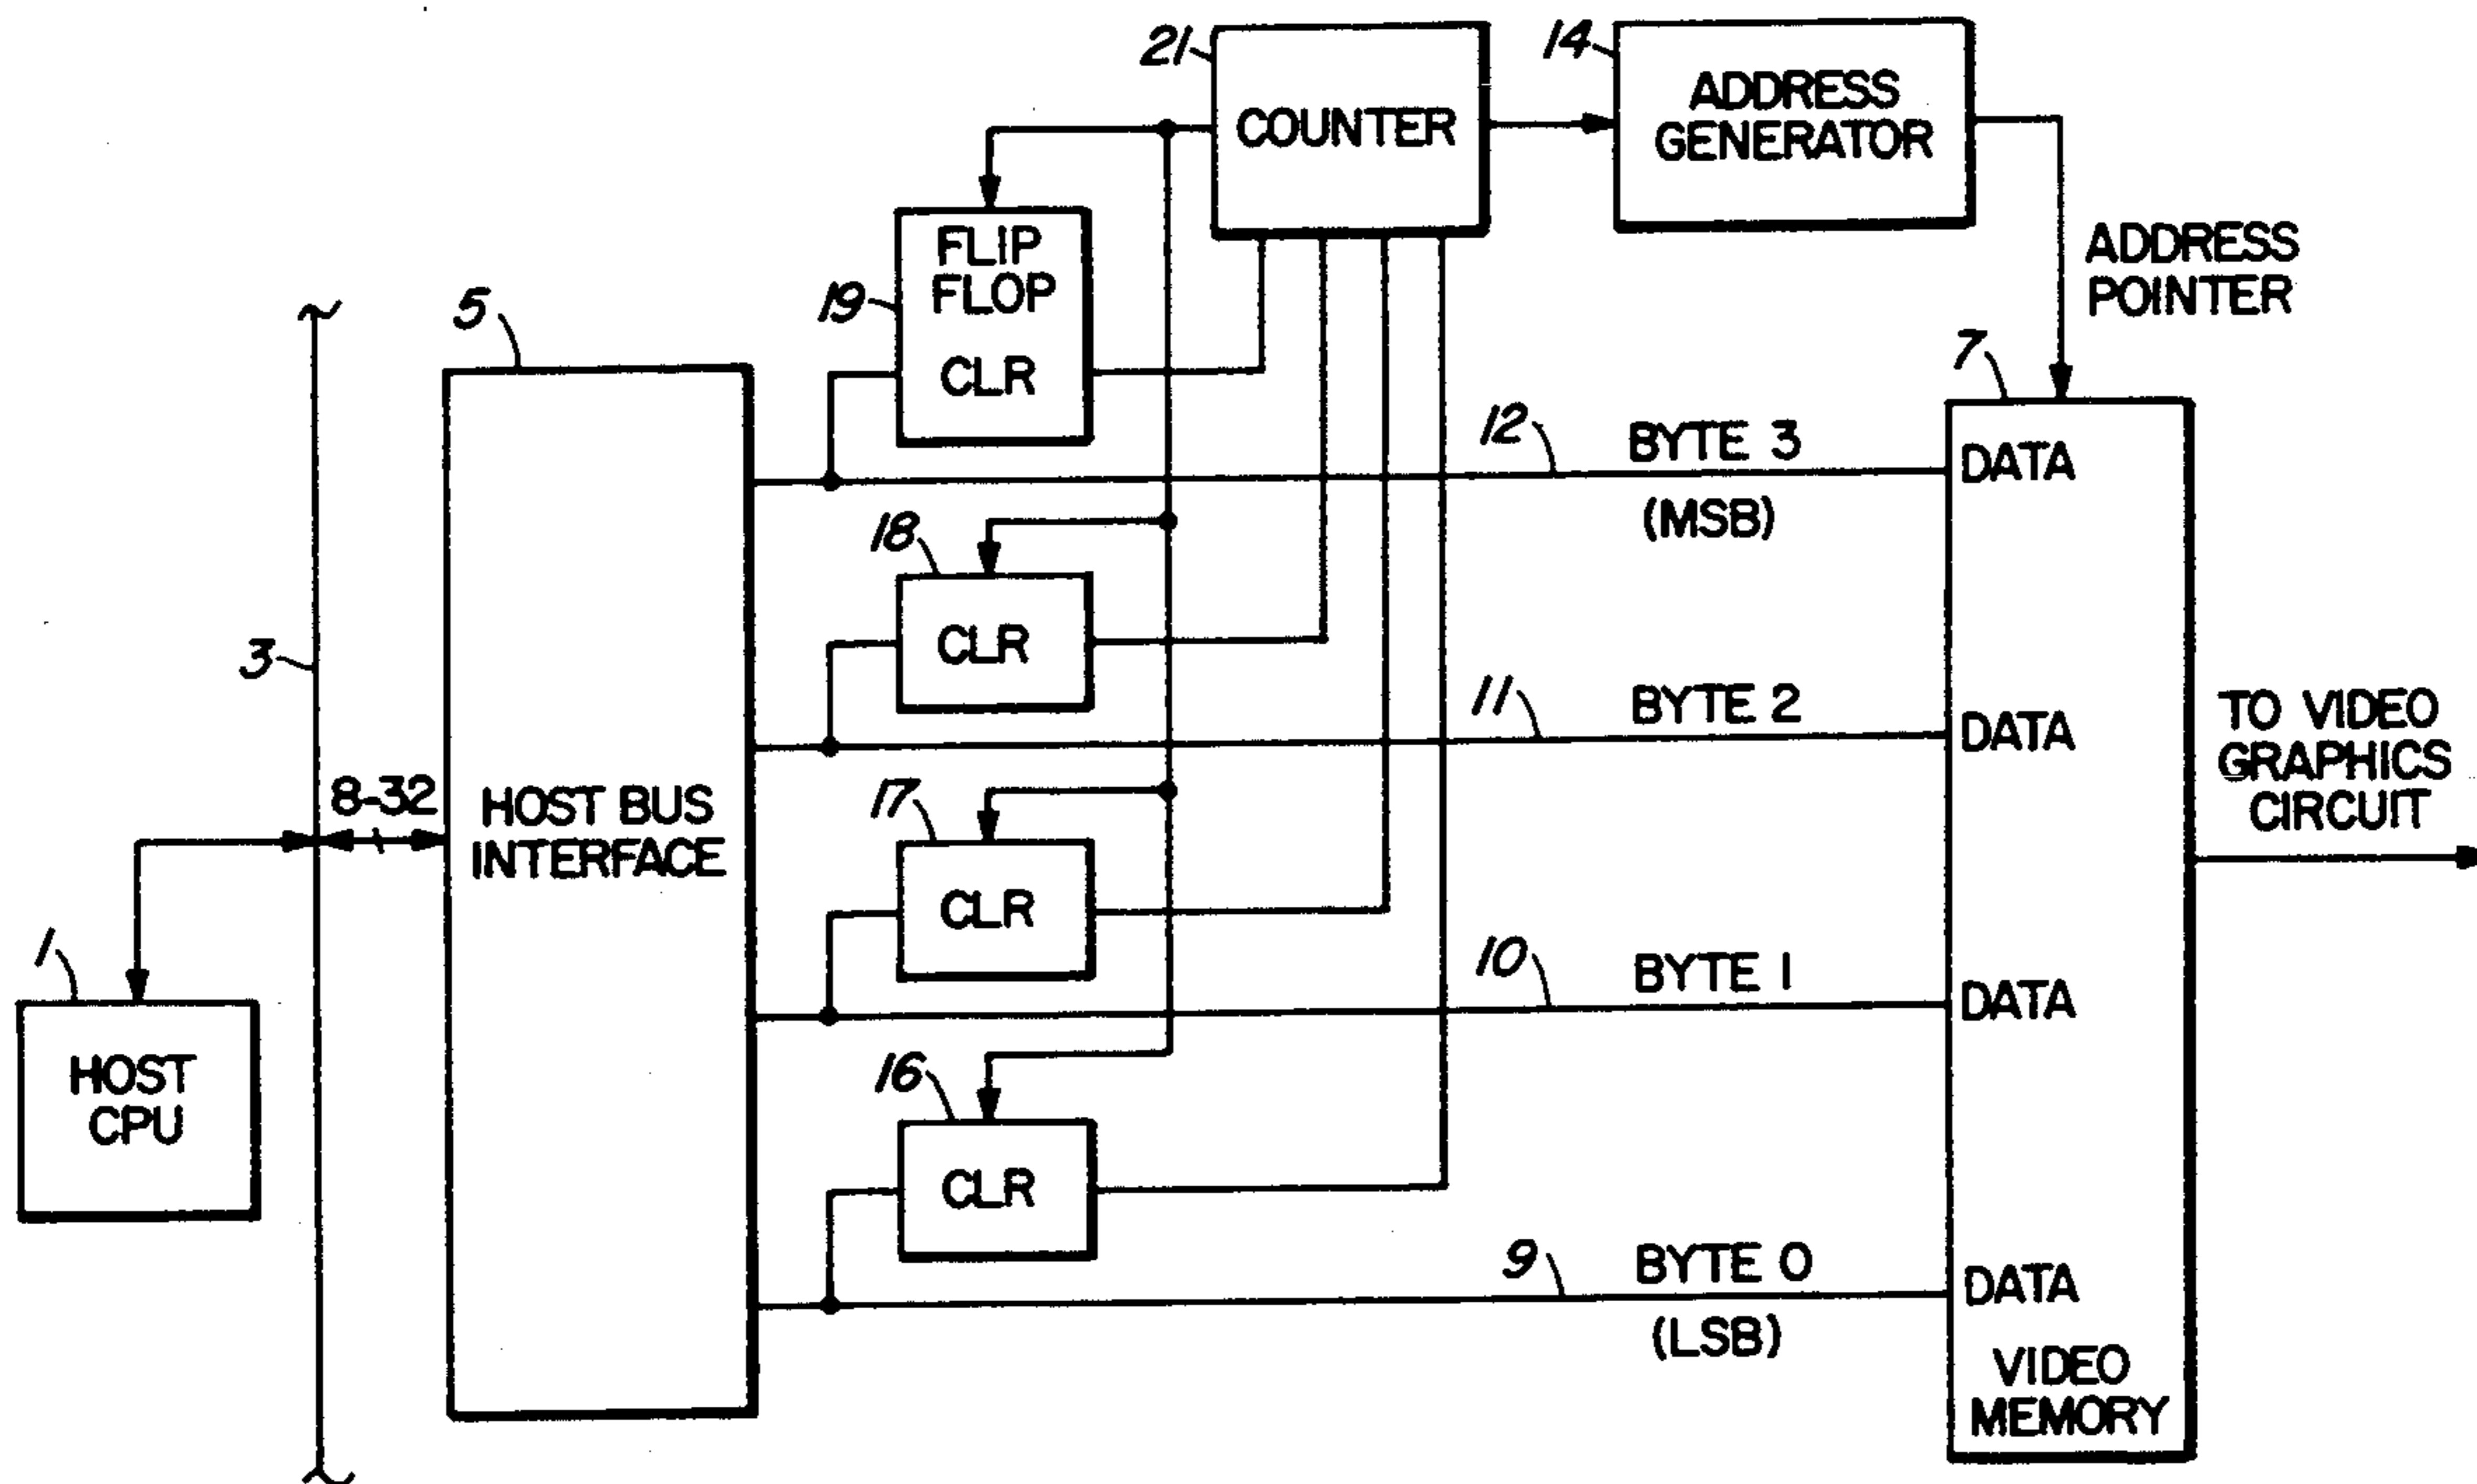 21
COUNTER
14
ADDRESS
GENERATOR
ADDRESS
POINTER
19
FLIP
FLOP
CLR
5
HOST BUS
INTERFACE
3
8-32
1
HOST
CPU
18
CLR
17
CLR
16
CLR
12
BYTE 3
(MSB)
11
BYTE 2
10
BYTE 1
9
BYTE 0
(LSB)
7
DATA
DATA
DATA
DATA
VIDEO
MEMORY
TO VIDEO
GRAPHICS
CIRCUIT